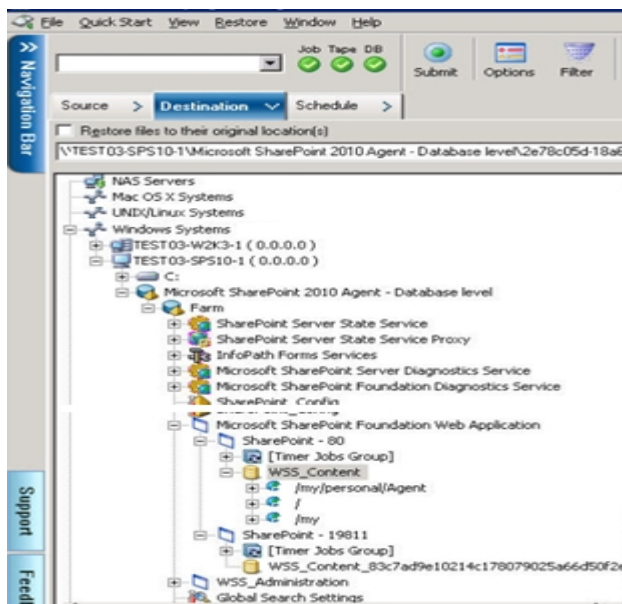 File Quick Start View Restore Window Help
Job Tape DB
Submit Options Filter
>> Navigation Bar
Source > Destination Schedule >
Restore files to their original location(s)
\\TEST03-SPS10-1\Microsoft SharePoint 2010 Agent - Database level\2e78c05d-18a6
NAS Servers
Mac OS X Systems
UNIX/Linux Systems
Windows Systems
TEST03-W2K3-1 ( 0.0.0.0 )
TEST03-SPS10-1 ( 0.0.0.0 )
C:
Microsoft SharePoint 2010 Agent - Database level
Farm
SharePoint Server State Service
SharePoint Server State Service Proxy
InfoPath Forms Services
Microsoft SharePoint Server Diagnostics Service
Microsoft SharePoint Foundation Diagnostics Service
SharePoint_Config
Microsoft SharePoint Foundation Web Application
SharePoint - 80
[Timer Jobs Group]
WSS_Content
/my/personal/Agent
/
/my
SharePoint - 19811
[Timer Jobs Group]
WSS_Content_83c7ad9e10214c178079025a66d50f2e
WSS_Administration
Global Search Settings
Support